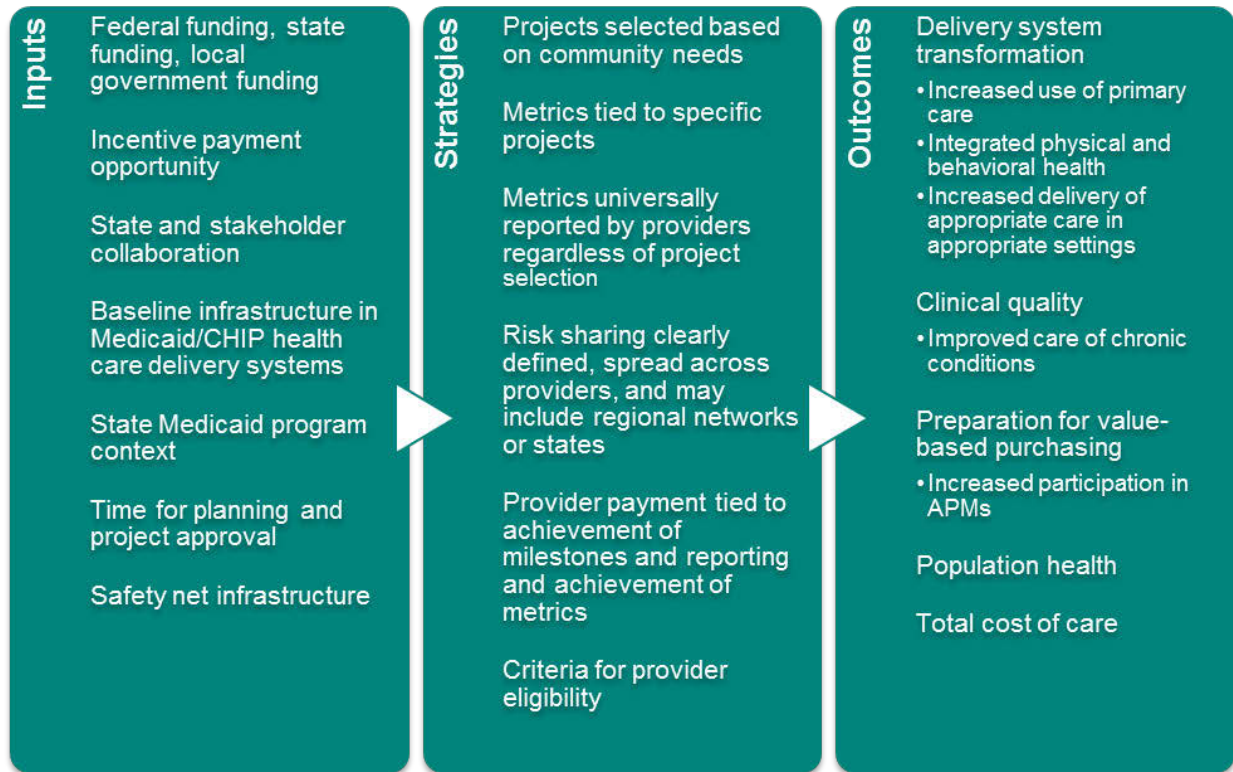 Inputs
Federal funding, state
funding, local
government funding
Incentive payment
opportunity
State and stakeholder
collaboration
Baseline infrastructure in
Medicaid/CHIP health
care delivery systems
State Medicaid program
context
Time for planning and
project approval
Safety net infrastructure
Strategies
Projects selected based
on community needs
Metrics tied to specific
projects
Metrics universally
reported by providers
regardless of project
selection
Risk sharing clearly
defined, spread across
providers, and may
include regional networks
or states
Provider payment tied to
achievement of
milestones and reporting
and achievement of
metrics
Criteria for provider
eligibility
Outcomes
Delivery system
transformation
•Increased use of primary
care
•Integrated physical and
behavioral health
•Increased delivery of
appropriate care in
appropriate settings
Clinical quality
•Improved care of chronic
conditions
Preparation for value-
based purchasing
•Increased participation in
APMs
Population health
Total cost of care